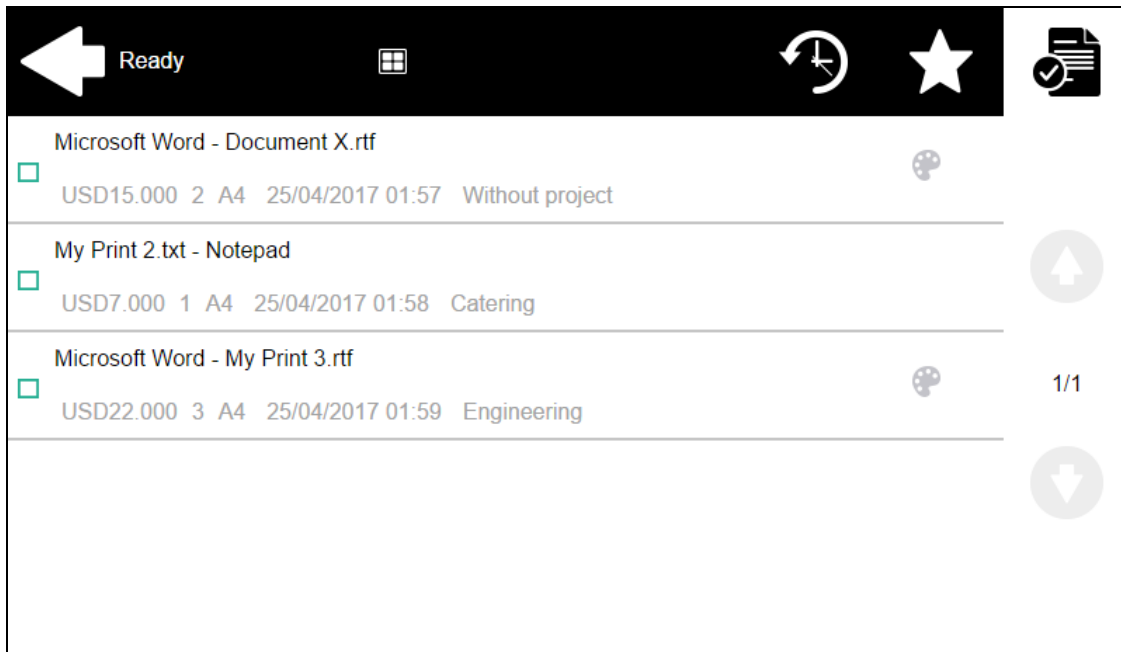 Ready
Microsoft Word - Document X.rtf
USD15.000 2 A4 25/04/2017 01:57 Without project
My Print 2.txt - Notepad
USD7.000 1 A4 25/04/2017 01:58 Catering
Microsoft Word - My Print 3.rtf
USD22.000 3 A4 25/04/2017 01:59 Engineering
1/1